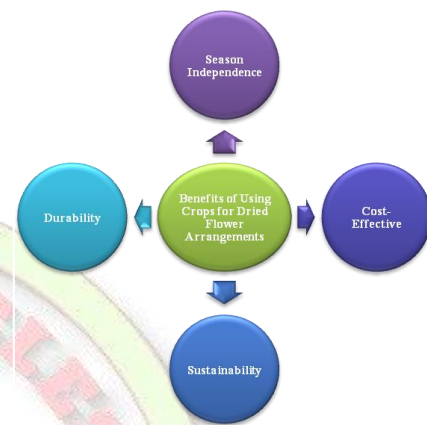 Season
Independence
Durability
Benefits of Using
Crops for Dried
Flower
Arrangements
Cost-
Effective
Sustainability